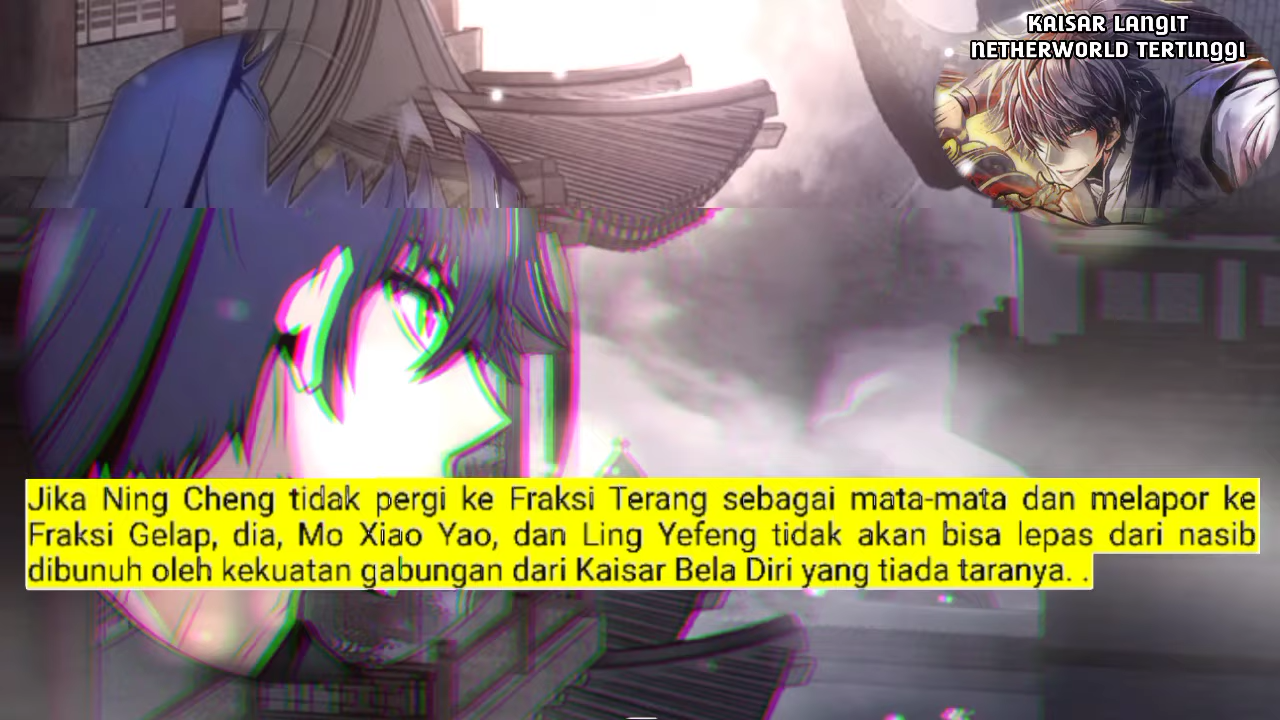 KAISAR LANGIT
NETHERWORLD TERTINGGI
Jika Ning Cheng tidak pergi ke Fraksi Terang sebagai mata-mata dan melapor ke
Fraksi Gelap, dia, Mo Xiao Yao, dan Ling Yefeng tidak akan bisa lepas dari nasib
dibunuh oleh kekuatan gabungan dari Kaisar Bela Diri yang tiada taranya. .